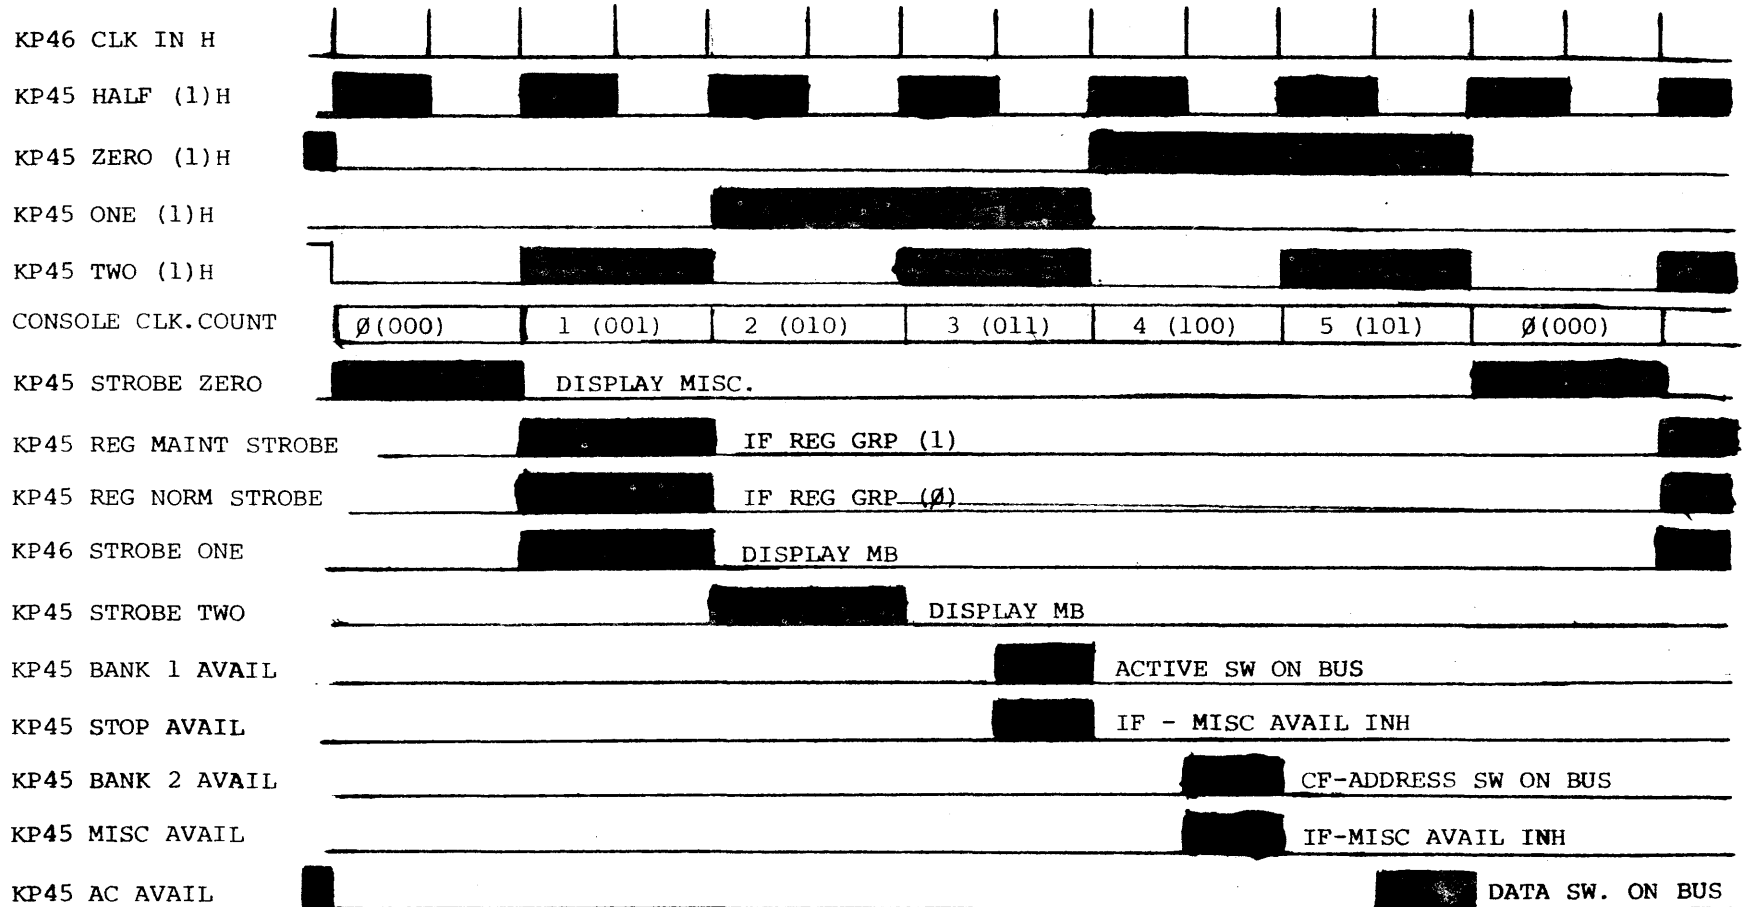 KP46 CLK IN H
KP45 HALF (1)H
KP45 ZERO (1)H
KP45 ONE (1)H
KP45 TWO (1)H
CONSOLE CLK.COUNT Ø(000) 1 (001) 2 (010) 3 (011) 4 (100) 5 (101) Ø(000)
KP45 STROBE ZERO DISPLAY MISC.
KP45 REG MAINT STROBE IF REG GRP (1)
KP45 REG NORM STROBE IF REG GRP (Ø)
KP46 STROBE ONE DISPLAY MB
KP45 STROBE TWO DISPLAY MB
KP45 BANK 1 AVAIL ACTIVE SW ON BUS
KP45 STOP AVAIL IF - MISC AVAIL INH
KP45 BANK 2 AVAIL CF-ADDRESS SW ON BUS
KP45 MISC AVAIL IF-MISC AVAIL INH
KP45 AC AVAIL DATA SW. ON BUS